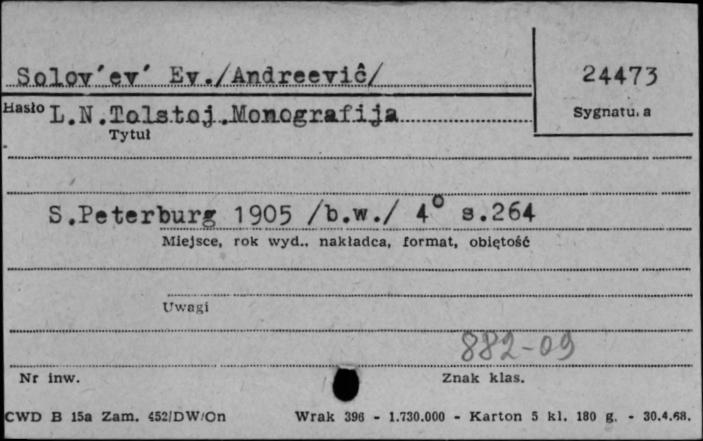 Solov'ev' Ev./Andreevič/
24473
Hasło L.N.Tolstoj.Monografija
Sygnatura
Tytuł
S.Peterburg 1905 /b.w./ 4° s.264
Miejsce, rok wyd.. nakładca, format, objętość
Uwagi
882-09
Nr inw.
Znak klas.
CWD B 15a Zam. 452/DW/On Wrak 396 - 1.730.000 - Karton 5 kl. 180 g. - 30.4.68.